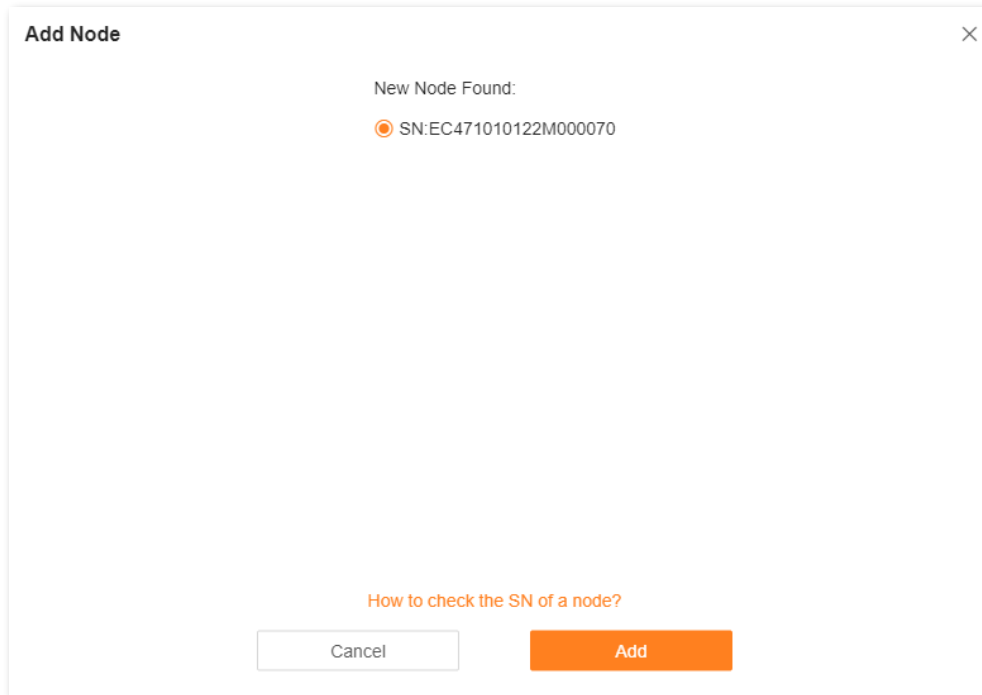 Add Node
New Node Found:
SN:EC471010122M000070
How to check the SN of a node?
Cancel
Add